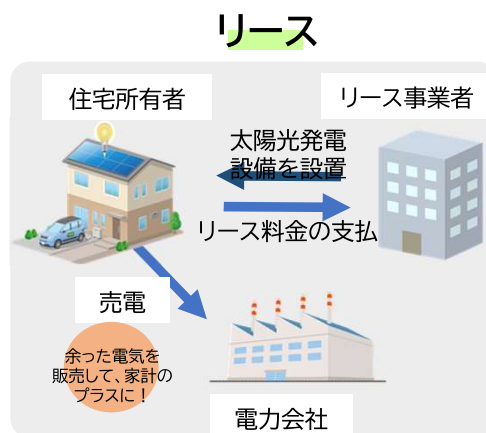 リース
住宅所有者
リース事業者
太陽光発電
設備を設置
リース料金の支払
売電
余った電気を
販売して、家計の
プラスに！
電力会社